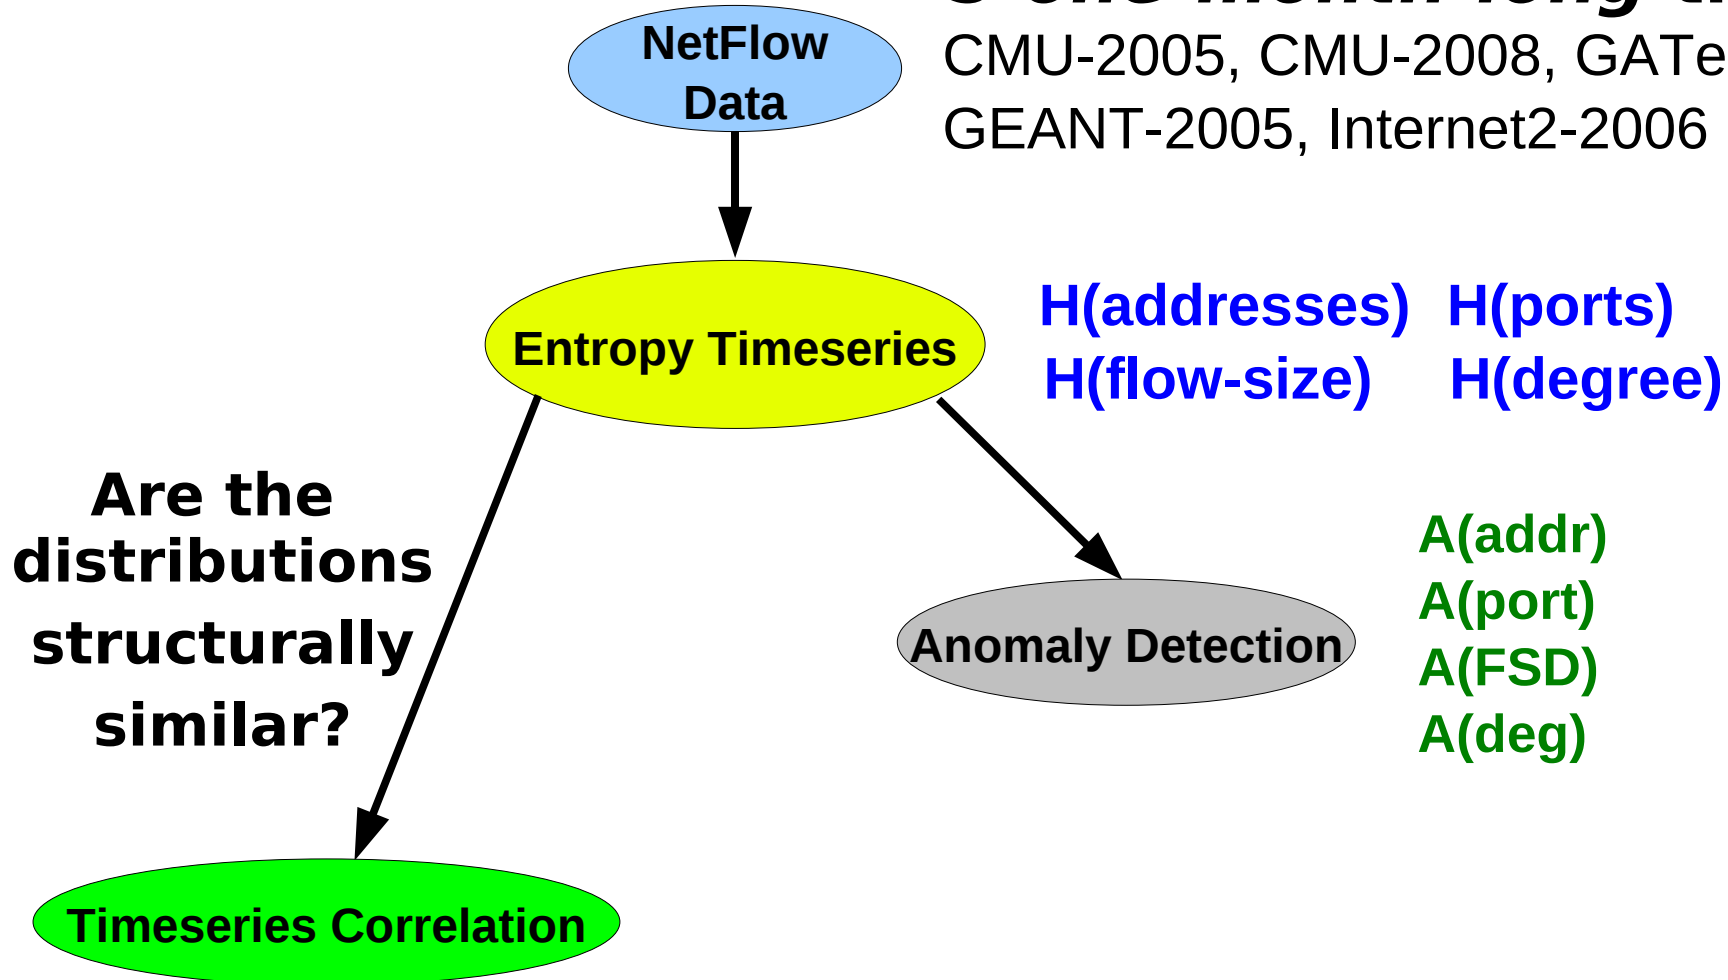 NetFlow
Data
CMU-2005, CMU-2008, GATe
GEANT-2005, Internet2-2006
Entropy Timeseries
H(addresses) H(ports)
H(flow-size) H(degree)
Are the
distributions
structurally
similar?
Anomaly Detection
A(addr)
A(port)
A(FSD)
A(deg)
Timeseries Correlation